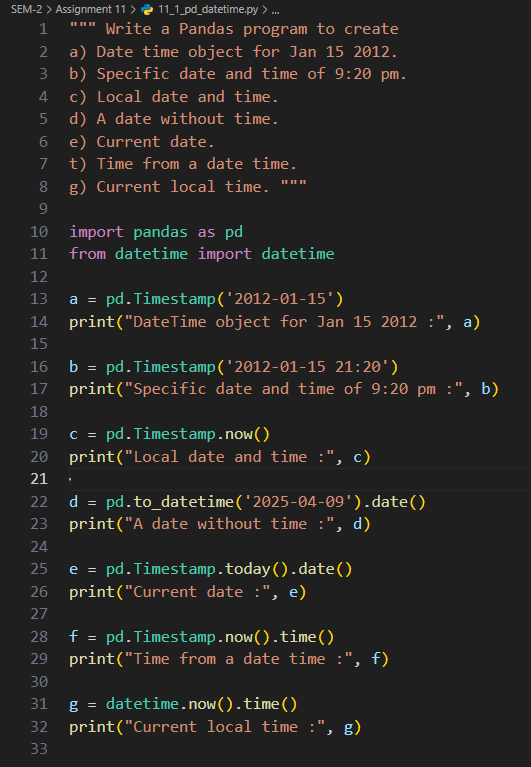 SEM-2 > Assignment 11 > 11_1_pd_datetime.py > ...
1 """ Write a Pandas program to create
2 a) Date time object for Jan 15 2012.
3 b) Specific date and time of 9:20 pm.
4 c) Local date and time.
5 d) A date without time.
6 e) Current date.
7 t) Time from a date time.
8 g) Current local time. """
9
10 import pandas as pd
11 from datetime import datetime
12
13 a = pd.Timestamp('2012-01-15')
14 print("DateTime object for Jan 15 2012 :", a)
15
16 b = pd.Timestamp('2012-01-15 21:20')
17 print("Specific date and time of 9:20 pm :", b)
18
19 c = pd.Timestamp.now()
20 print("Local date and time :", c)
21
22 d = pd.to_datetime('2025-04-09').date()
23 print("A date without time :", d)
24
25 e = pd.Timestamp.today().date()
26 print("Current date :", e)
27
28 f = pd.Timestamp.now().time()
29 print("Time from a date time :", f)
30
31 g = datetime.now().time()
32 print("Current local time :", g)
33